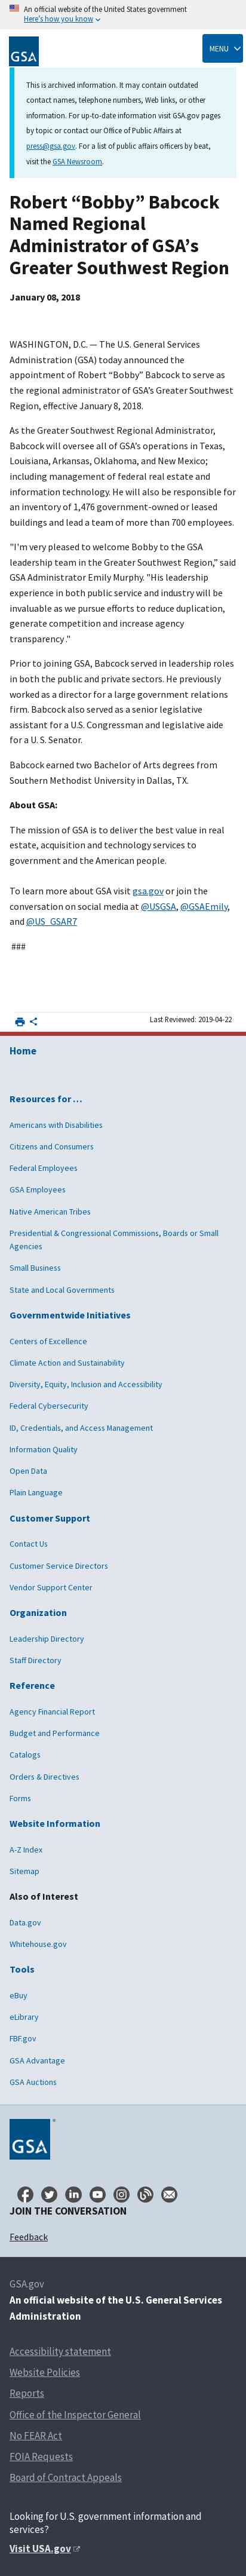 An official website of the United States government
Here's how you know
GSA
MENU
This is archived information. It may contain outdated
contact names, telephone numbers, Web links, or other
information. For up-to-date information visit GSA.gov pages
by topic or contact our Office of Public Affairs at
press@gsa.gov. For a list of public affairs officers by beat,
visit the GSA Newsroom.
Robert “Bobby” Babcock
Named Regional
Administrator of GSA’s
Greater Southwest Region
January 08, 2018
WASHINGTON, D.C. — The U.S. General Services
Administration (GSA) today announced the
appointment of Robert “Bobby” Babcock to serve as
the regional administrator of GSA’s Greater Southwest
Region, effective January 8, 2018.
As the Greater Southwest Regional Administrator,
Babcock will oversee all of GSA’s operations in Texas,
Louisiana, Arkansas, Oklahoma, and New Mexico;
including management of federal real estate and
information technology. He will also be responsible for
an inventory of more than 1,400 owned or
leased buildings and lead a team of more than 700 employees.
"I’m very pleased to welcome Bobby to the GSA
leadership team in the Greater Southwest Region,” said
GSA Administrator Emily Murphy. "His leadership
experience in both public service and industry will be
invaluable as we pursue efforts to reduce duplication,
generate competition and increase agency
transparency."
Prior to joining GSA, Babcock served in leadership roles
in both the public and private sectors. He previously
worked as a director for a large government relations
firm. Babcock also served as a senior legislative
assistant for a U.S. Congressman and legislative aide
for a U. S. Senator.
Babcock earned two Bachelor of Arts degrees from
Southern Methodist University in Dallas, TX.
About GSA:
The mission of GSA is to deliver the best value in real
estate, acquisition, and technology services to
government and the American people.
To learn more about GSA visit gsa.gov or join the
conversation on social media at @USGSA, @GSAEmily,
and @US_GSAR7
###
Last Reviewed: 2019-04-22
Home
Resources for …
Americans with Disabilities
Citizens and Consumers
Federal Employees
GSA Employees
Native American Tribes
Presidential & Congressional Commissions, Boards or Small
Agencies
Small Business
State and Local Governments
Governmentwide Initiatives
Centers of Excellence
Climate Action and Sustainability
Diversity, Equity, Inclusion and Accessibility
Federal Cybersecurity
ID, Credentials, and Access Management
Information Quality
Open Data
Plain Language
Customer Support
Contact Us
Customer Service Directors
Vendor Support Center
Organization
Leadership Directory
Staff Directory
Reference
Agency Financial Report
Budget and Performance
Catalogs
Orders & Directives
Forms
Website Information
A-Z Index
Sitemap
Also of Interest
Data.gov
Whitehouse.gov
Tools
eBuy
eLibrary
FBF.gov
GSA Advantage
GSA Auctions
GSA
JOIN THE CONVERSATION
Feedback
GSA.gov
An official website of the U.S. General Services
Administration
Accessibility statement
Website Policies
Reports
Office of the Inspector General
No FEAR Act
FOIA Requests
Board of Contract Appeals
Looking for U.S. government information and
services?
Visit USA.gov